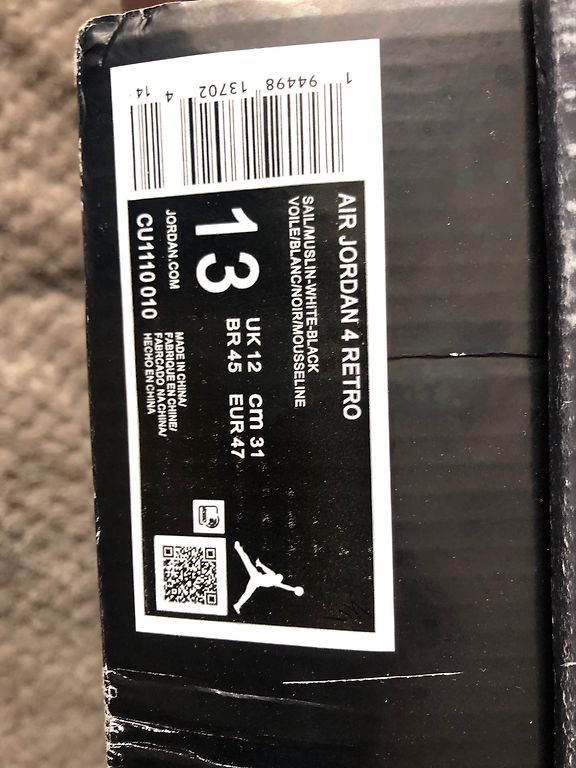 1 94498 13702 4 14
AIR JORDAN 4 RETRO
SAIL/MUSLIN-WHITE-BLACK
VOILE/BLANC/NOIR/MOUSSELINE
13
UK 12 cm 31
BR 45 EUR 47
JORDAN.COM
CU1110 010
MADE IN CHINA/
FABRIQUE EN CHINE/
FABRICADO NA CHINA/
HECHO EN CHINA